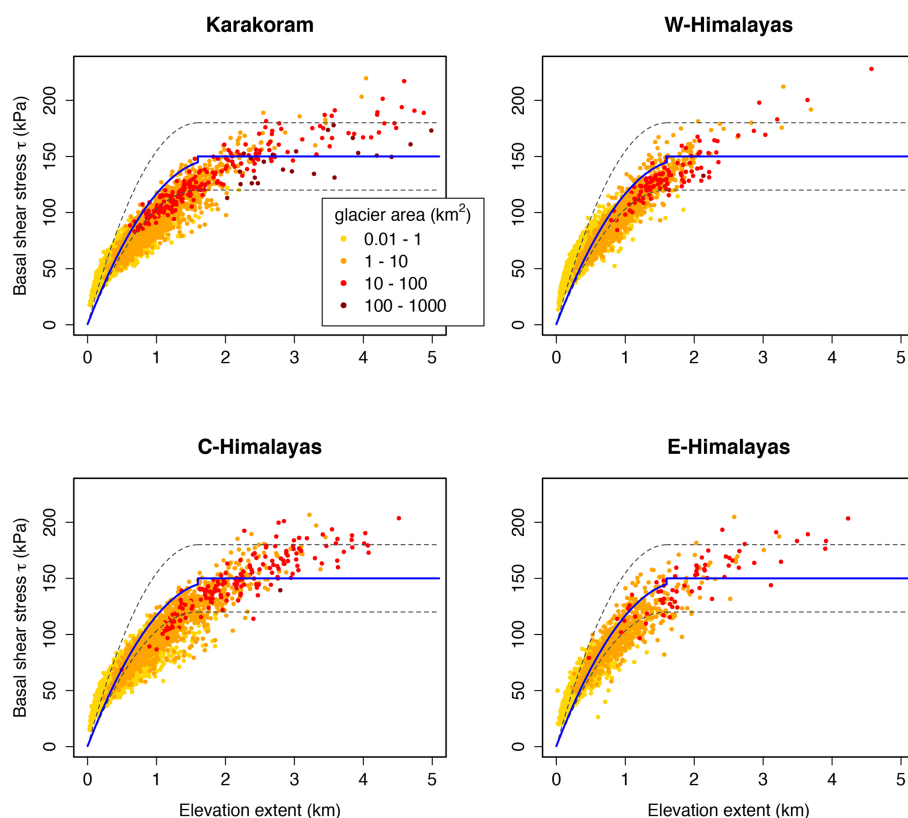 Karakoram
Basal shear stress τ (kPa)
0 50 100 150 200
0 1 2 3 4 5
glacier area (km²)
0.01 - 1
1 - 10
10 - 100
100 - 1000
W-Himalayas
0 50 100 150 200
0 1 2 3 4 5
C-Himalayas
Basal shear stress τ (kPa)
0 50 100 150 200
0 1 2 3 4 5
Elevation extent (km)
E-Himalayas
0 50 100 150 200
0 1 2 3 4 5
Elevation extent (km)